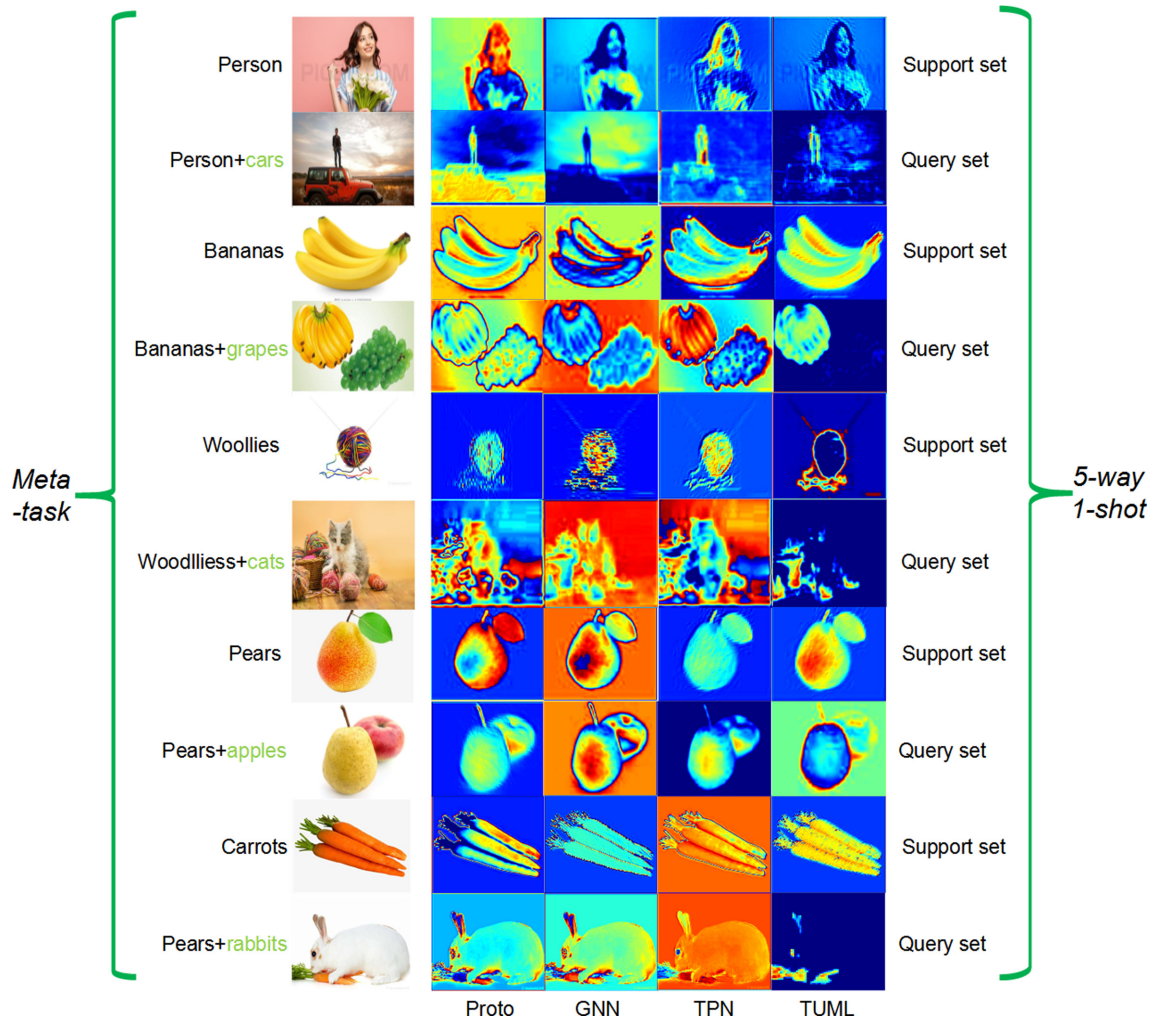 Person
Support set
Person+cars
Query set
Bananas
Support set
Bananas+grapes
Query set
Woollies
Support set
Meta
-task
5-way
1-shot
Woodlliess+cats
Query set
Pears
Support set
Pears+apples
Query set
Carrots
Support set
Pears+rabbits
Query set
Proto GNN TPN TUML